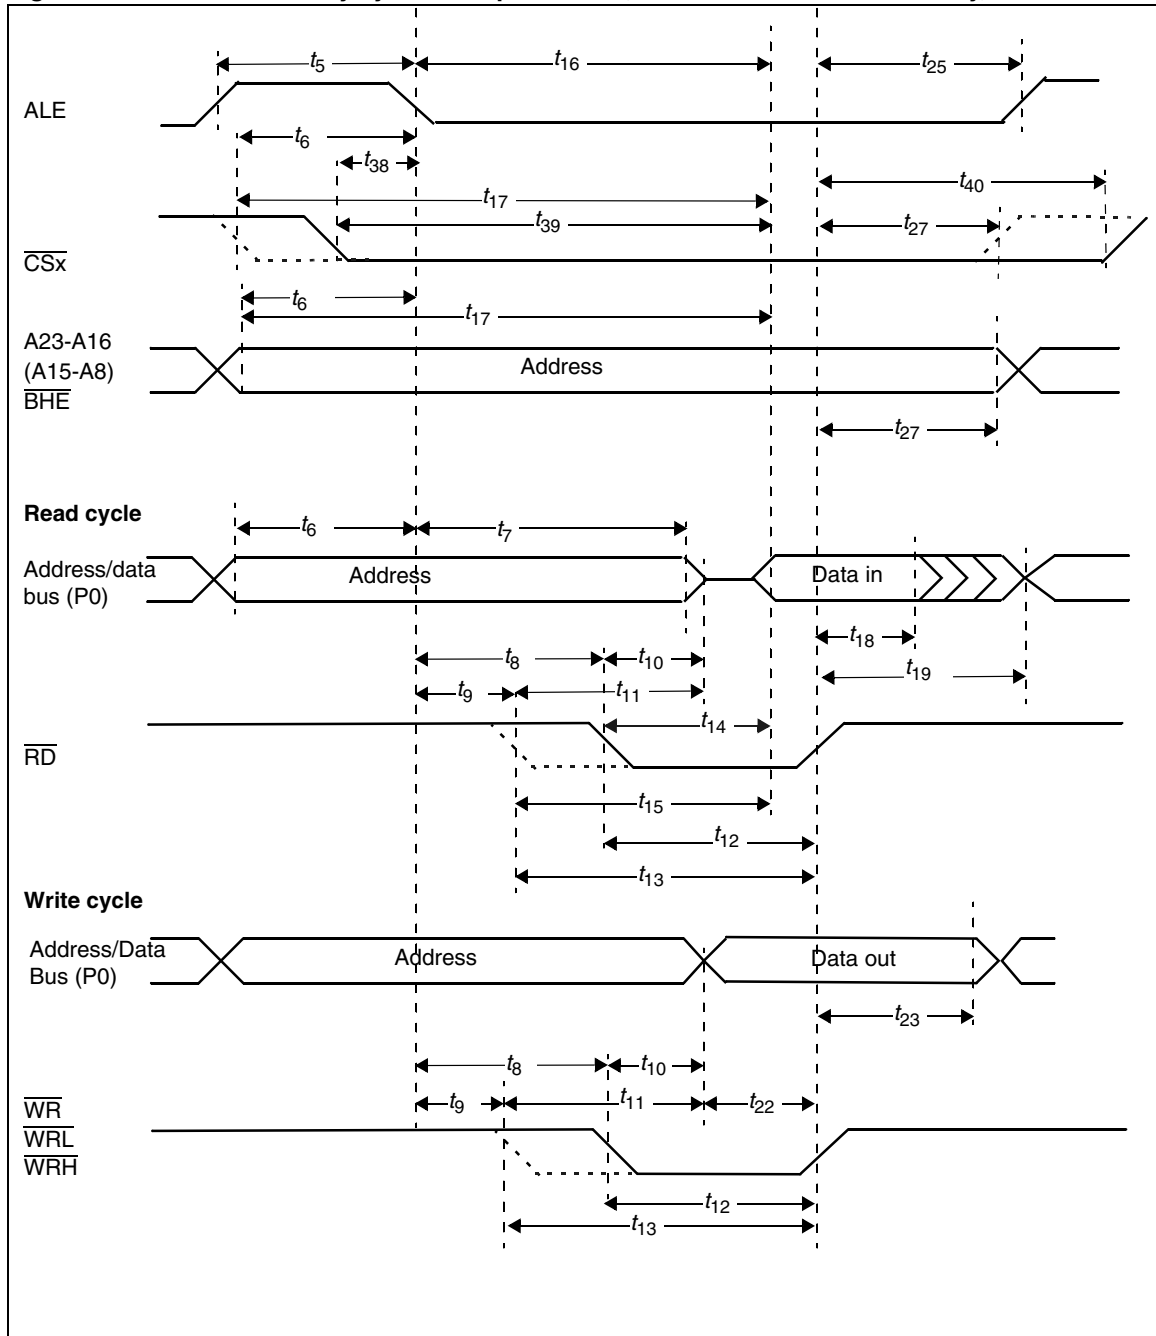 t5 t16 t25
ALE
t6
t38
t40
t17
t39 t27
CSx
t6
t17
A23-A16
(A15-A8) Address
BHE
t27
Read cycle
t6 t7
Address/data
bus (P0)
Address Data in
t18
t8 t10 t19
t9 t11
t14
RD
t15
t12
t13
Write cycle
Address/Data
Bus (P0)
Address Data out
t23
t8 t10
WR t9 t11 t22
WRL
WRH
t12
t13